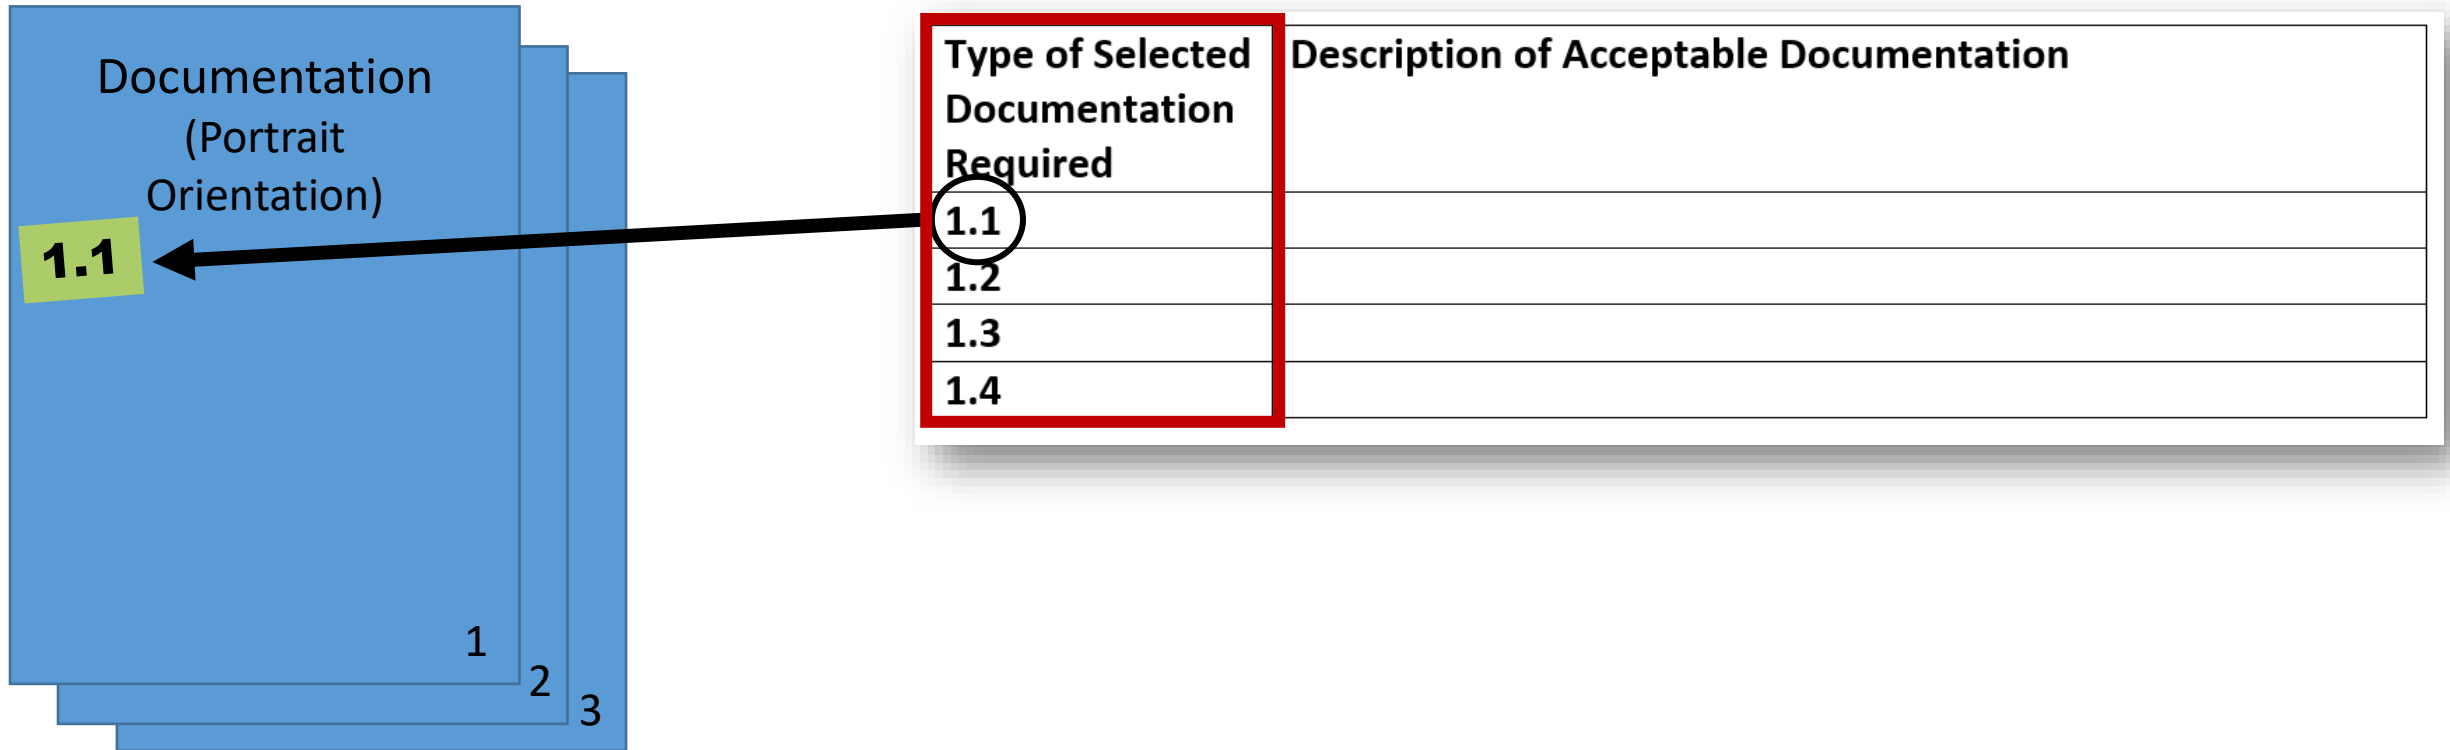 Documentation
(Portrait
Orientation)
1.1
1
2
3
Type of Selected
Documentation
Required
Description of Acceptable Documentation
1.1
1.2
1.3
1.4